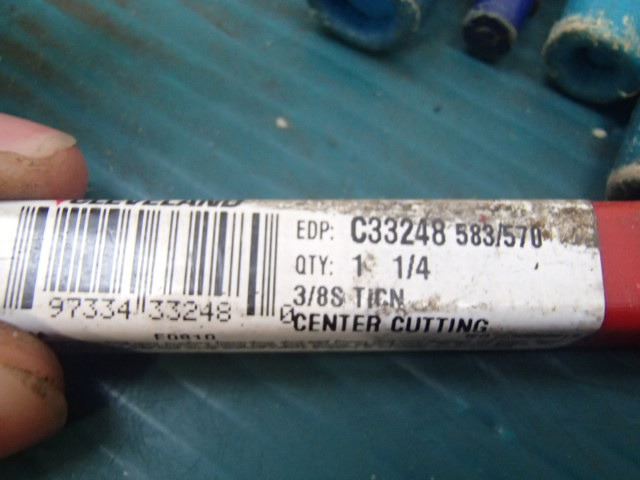 CLEVELAND
EDP: C33248 583/570
QTY: 1 1/4
3/8S TICN
CENTER CUTTING
97334 33248 0